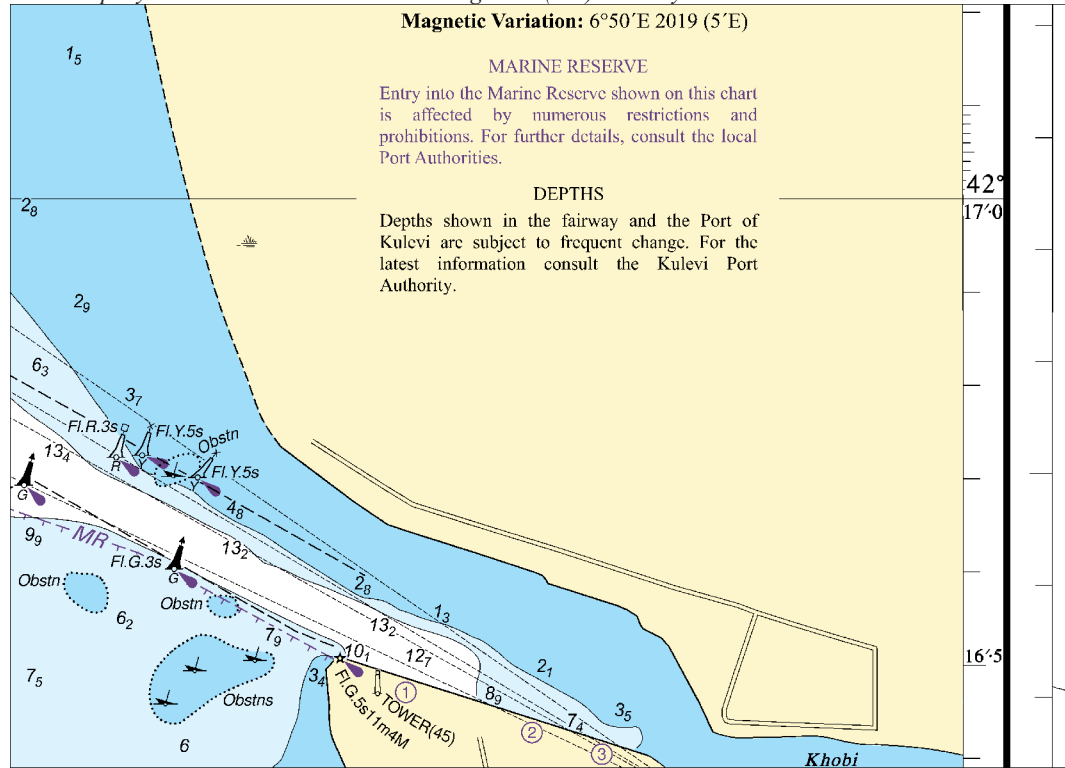 Magnetic Variation: 6°50´E 2019 (5´E)
MARINE RESERVE
Entry into the Marine Reserve shown on this chart
is affected by numerous restrictions and
prohibitions. For further details, consult the local
Port Authorities.
DEPTHS
Depths shown in the fairway and the Port of
Kulevi are subject to frequent change. For the
latest information consult the Kulevi Port
Authority.
42°
17′·0
1₅
2₈
2₉
6₃
3₇
Fl.R.3s
Fl.Y.5s
Obstn
13₄
R
Y
Fl.Y.5s
Y
G
4₈
9₉
MR
13₂
Fl.G.3s
G
Obstn
2₈
Obstn
1₃
6₂
13₂
7₉
10₁
12₇
16′·5
7₅
3₄
2₁
Fl.G.5s11m4M
TOWER(45)
1
8₉
Obstns
3₅
7₄
2
6
3
Khobi